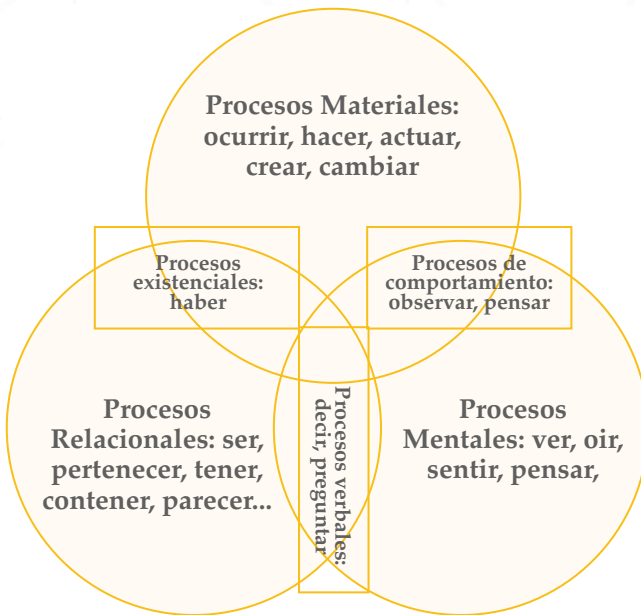 Procesos Materiales:
ocurrir, hacer, actuar,
crear, cambiar
Procesos
existenciales:
haber
Procesos de
comportamiento:
observar, pensar
Procesos
Relacionales: ser,
pertenecer, tener,
contener, parecer...
Procesos verbales:
decir, preguntar
Procesos
Mentales: ver, oir,
sentir, pensar,